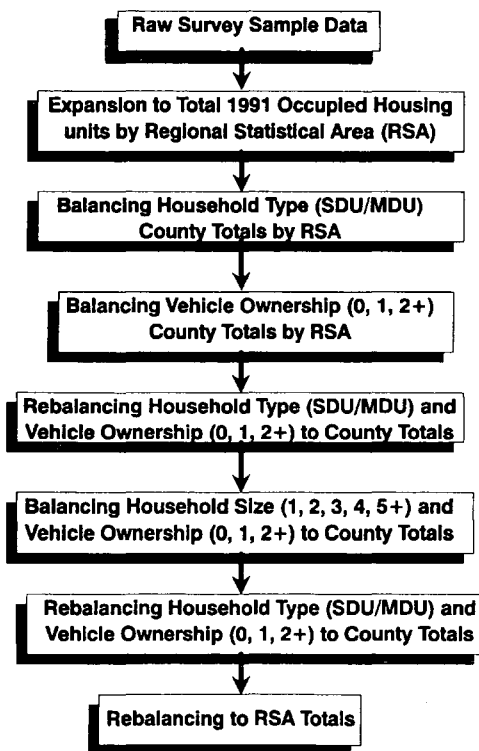 Raw Survey Sample Data
Expansion to Total 1991 Occupied Housing
units by Regional Statistical Area (RSA)
Balancing Household Type (SDU/MDU)
County Totals by RSA
Balancing Vehicle Ownership (0, 1, 2+)
County Totals by RSA
Rebalancing Household Type (SDU/MDU) and
Vehicle Ownership (0, 1, 2+) to County Totals
Balancing Household Size (1, 2, 3, 4, 5+) and
Vehicle Ownership (0, 1, 2+) to County Totals
Rebalancing Household Type (SDU/MDU) and
Vehicle Ownership (0, 1, 2+) to County Totals
Rebalancing to RSA Totals